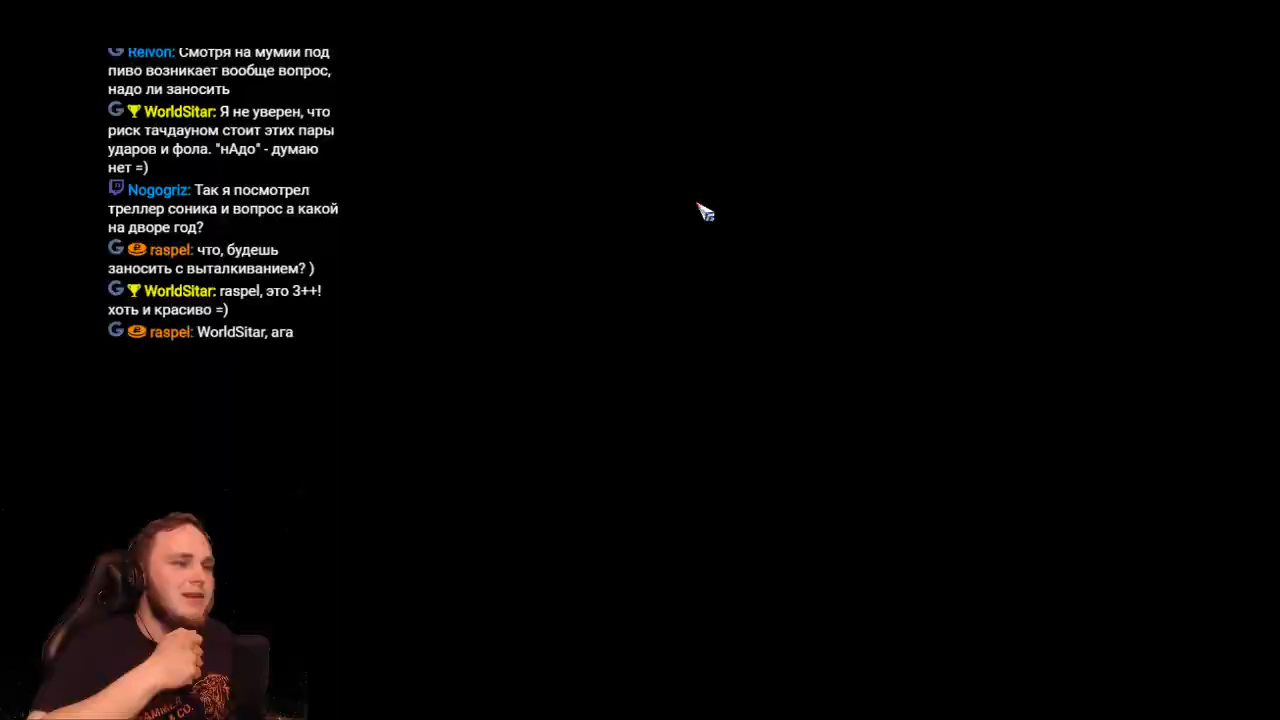 Reivon: Смотря на мумии под
пиво возникает вообще вопрос,
надо ли заносить
WorldSitar: Я не уверен, что
риск тачдауном стоит этих пары
ударов и фола. "нАдо" - думаю
нет =)
Nogogriz: Так я посмотрел
треллер соника и вопрос а какой
на дворе год?
raspel: что, будешь
заносить с выталкиванием? )
WorldSitar: raspel, это 3++!
хоть и красиво =)
raspel: WorldSitar, ага
& CO.